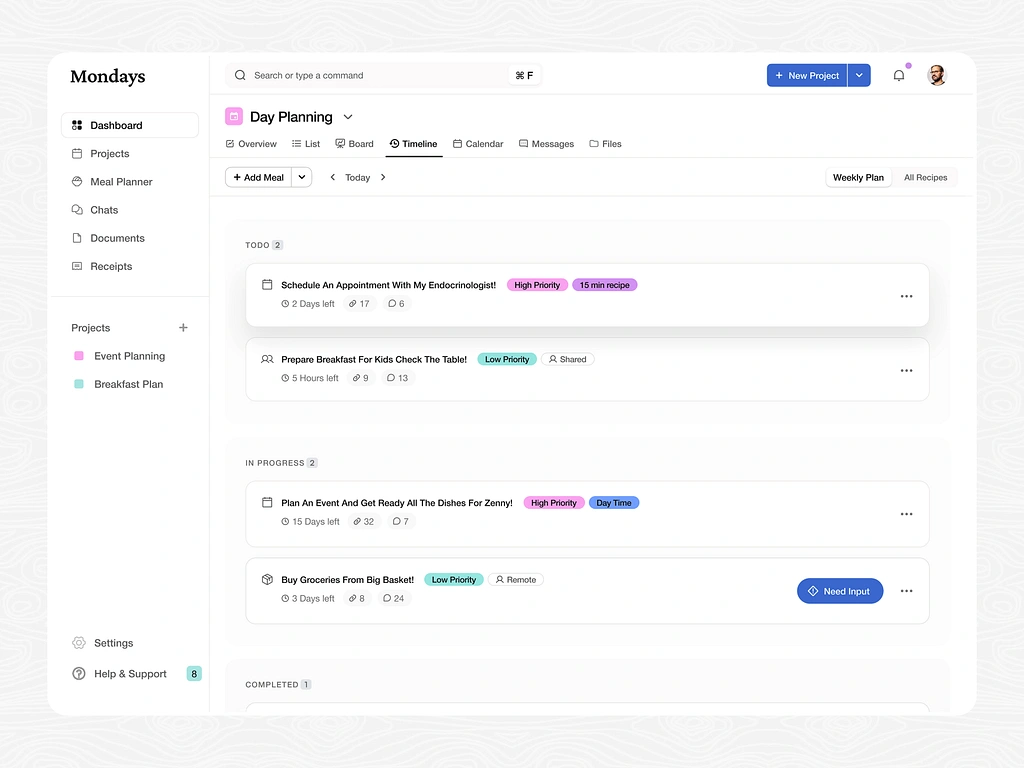 Mondays
Search or type a command
⌘ F
+ New Project
Dashboard
Projects
Meal Planner
Chats
Documents
Receipts
Projects +
Event Planning
Breakfast Plan
Settings
Help & Support 8
Day Planning
Overview List Board Timeline Calendar Messages Files
+ Add Meal < Today > Weekly Plan All Recipes
TODO 2
Schedule An Appointment With My Endocrinologist! High Priority 15 min recipe
2 Days left 17 6
Prepare Breakfast For Kids Check The Table! Low Priority Shared
5 Hours left 9 13
IN PROGRESS 2
Plan An Event And Get Ready All The Dishes For Zenny! High Priority Day Time
15 Days left 32 7
Buy Groceries From Big Basket! Low Priority Remote
3 Days left 8 24
Need Input
COMPLETED 1